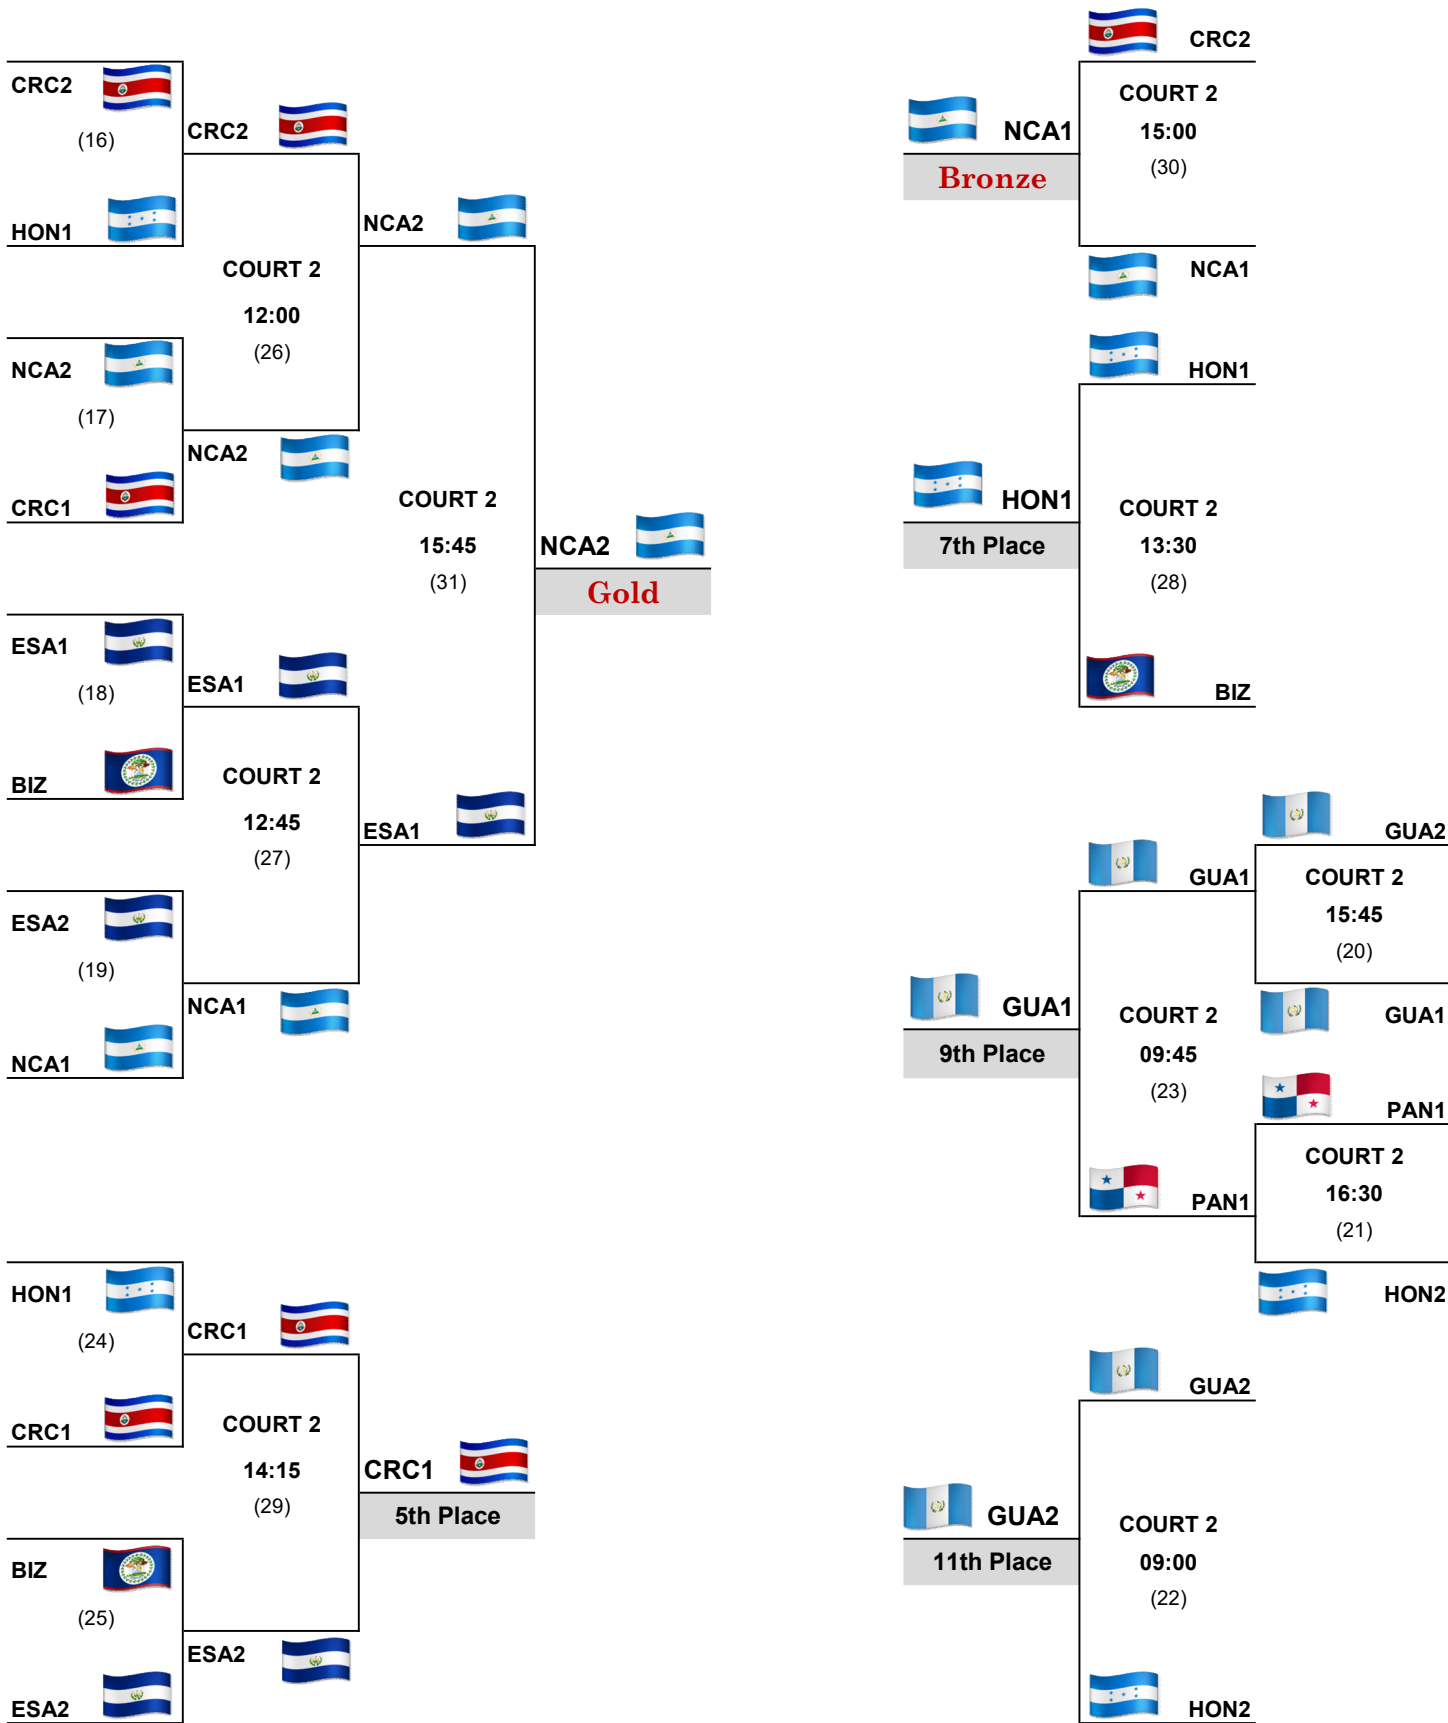 CRC2
(16)
HON1
CRC2
COURT 2
12:00
(26)
NCA2
(17)
CRC1
NCA2
NCA2
COURT 2
15:45
(31)
NCA2
Gold
ESA1
(18)
BIZ
ESA1
COURT 2
12:45
(27)
ESA1
ESA2
(19)
NCA1
NCA1
HON1
(24)
CRC1
CRC1
COURT 2
14:15
(29)
CRC1
5th Place
BIZ
(25)
ESA2
ESA2
CRC2
COURT 2
15:00
(30)
NCA1
Bronze
NCA1
HON1
HON1
7th Place
COURT 2
13:30
(28)
BIZ
GUA2
GUA1
COURT 2
15:45
(20)
GUA1
GUA1
9th Place
COURT 2
09:45
(23)
PAN1
PAN1
COURT 2
16:30
(21)
HON2
GUA2
GUA2
11th Place
COURT 2
09:00
(22)
HON2